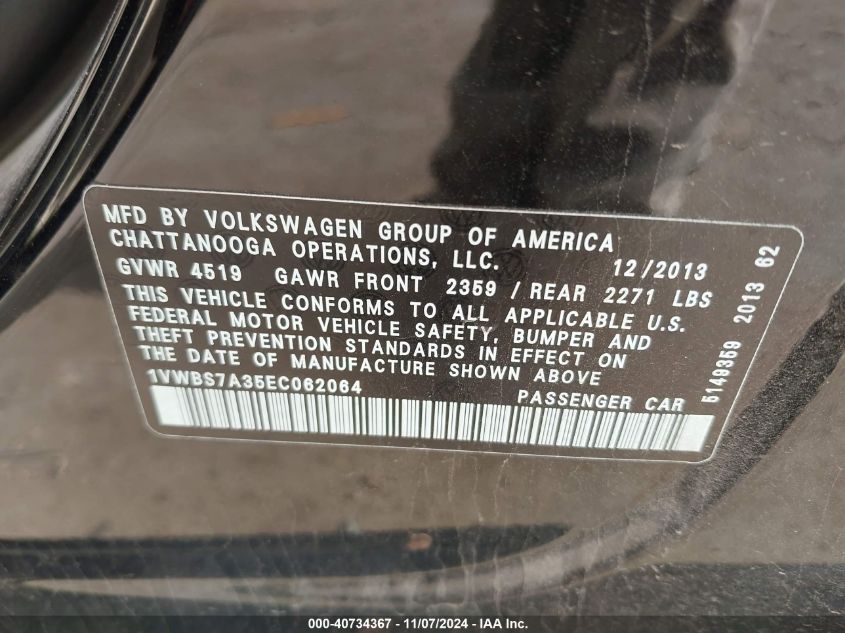 MFD BY VOLKSWAGEN GROUP OF AMERICA
CHATTANOOGA OPERATIONS, LLC. 12/2013
GVWR 4519 GAWR FRONT 2359 / REAR 2271 LBS
THIS VEHICLE CONFORMS TO ALL APPLICABLE U.S.
FEDERAL MOTOR VEHICLE SAFETY, BUMPER AND
THEFT PREVENTION STANDARDS IN EFFECT ON
THE DATE OF MANUFACTURE SHOWN ABOVE
1VWBS7A35EC062064 PASSENGER CAR
5149359 2013 62
000-40734367 - 11/07/2024 - IAA Inc.